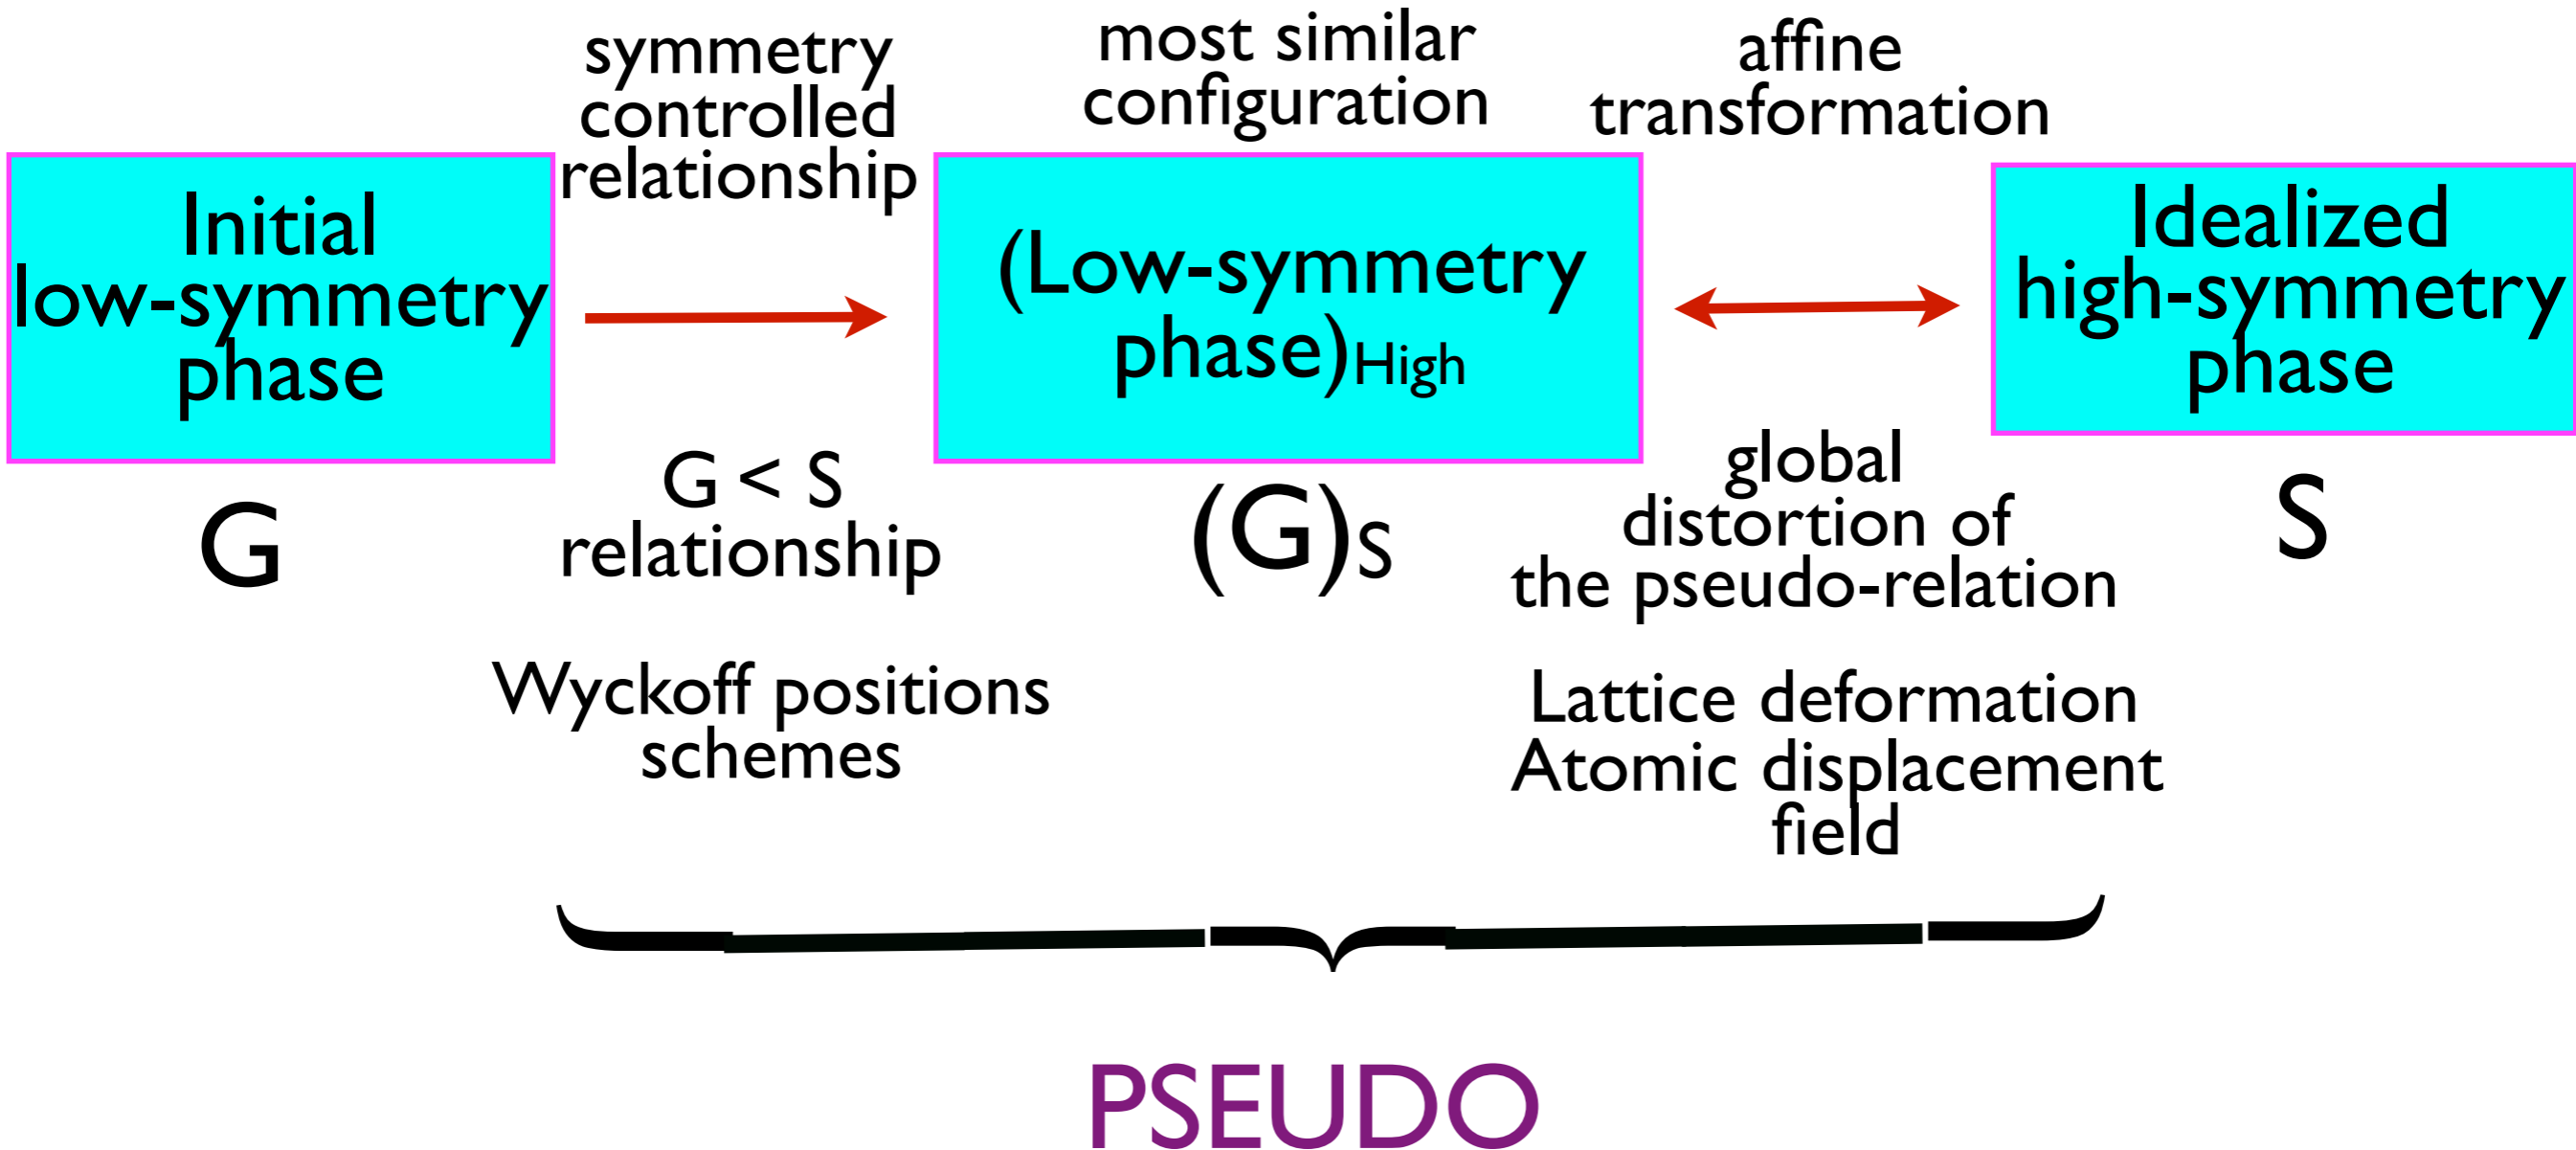 symmetry
controlled
relationship
most similar
configuration
affine
transformation
Initial
low-symmetry
phase
(Low-symmetry
phase)High
Idealized
high-symmetry
phase
G
G < S
relationship
(G)S
global
distortion of
the pseudo-relation
S
Wyckoff positions
schemes
Lattice deformation
Atomic displacement
field
PSEUDO